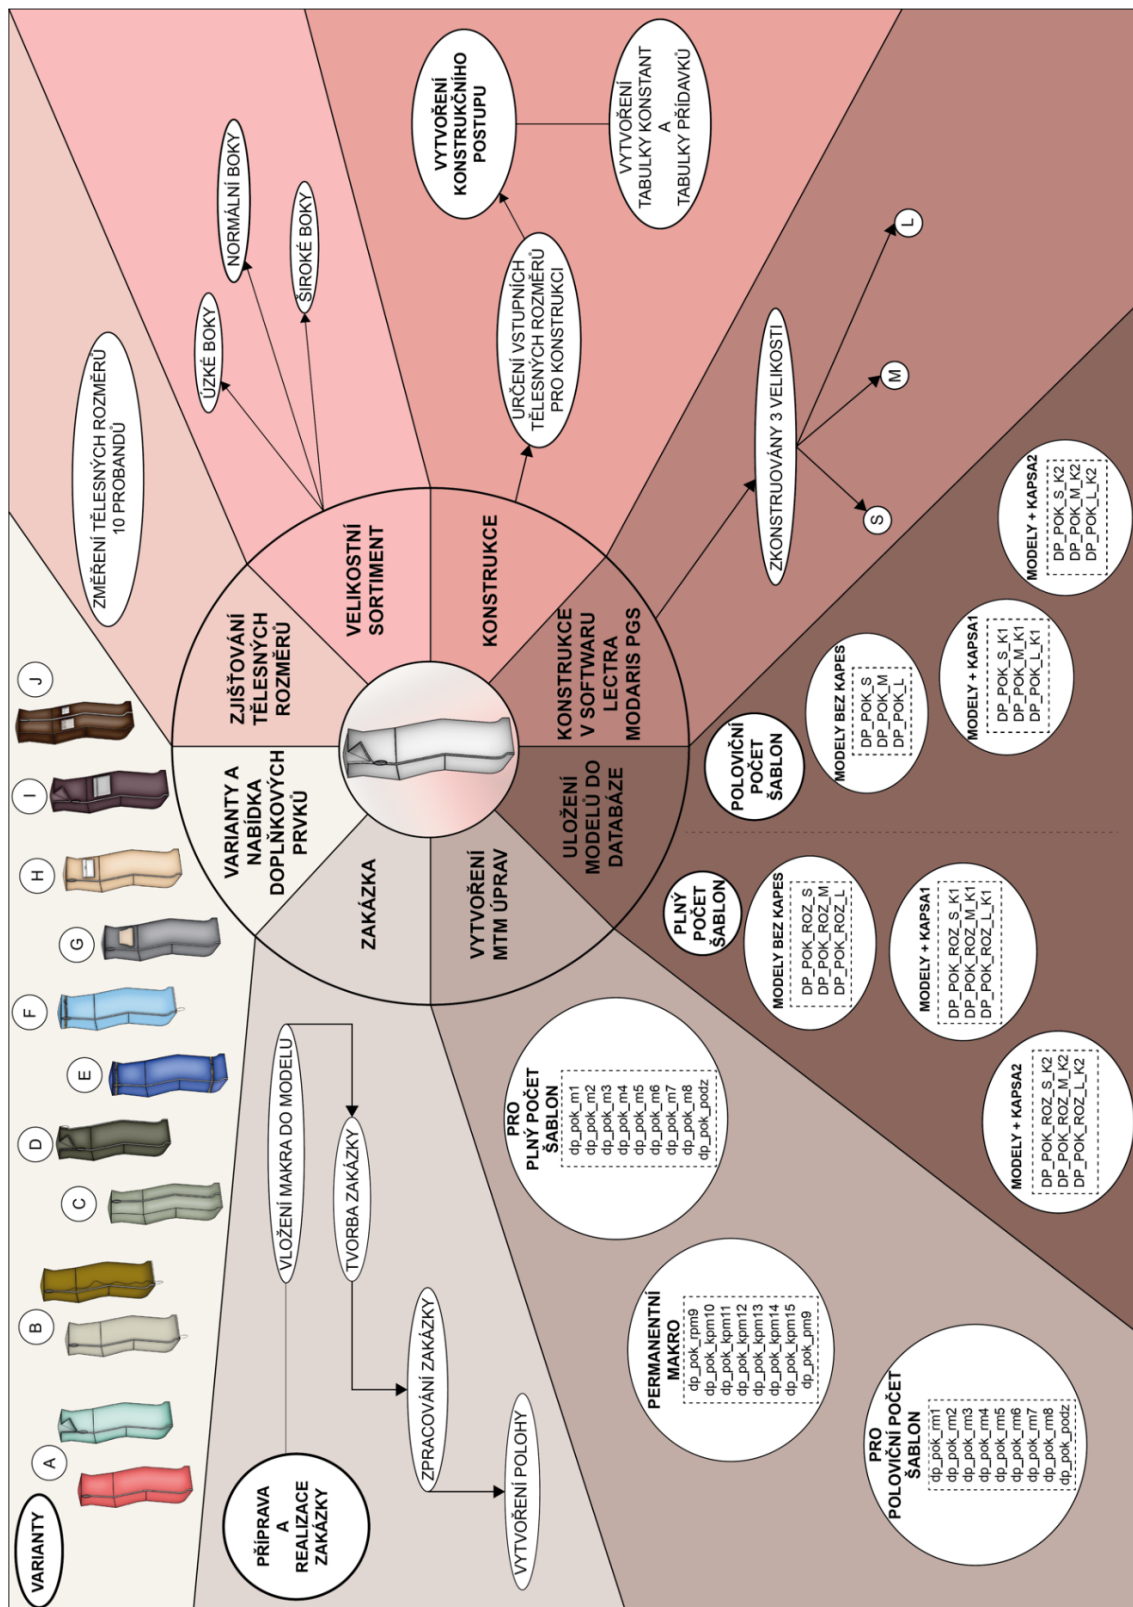 VARIANTY
A
B
C
D
E
F
G
H
I
J
VARIANTY A
NABÍDKA
DOPLŇKOVÝCH
PRVKŮ
ZJIŠŤOVÁNÍ
TĚLESNÝCH
ROZMĚRŮ
VELIKOSTNÍ
SORTIMENT
KONSTRUKCE
KONSTRUKCE
V SOFTWARU
LECTRA
MODARIS PGS
ULOŽENÍ
MODELŮ DO
DATABÁZE
VYTVOŘENÍ
MTM ÚPRAV
ZAKÁZKA
ZMĚŘENÍ TĚLESNÝCH ROZMĚRŮ
10 PROBANDŮ
ÚZKÉ BOKY
NORMÁLNÍ BOKY
ŠIROKÉ BOKY
URČENÍ VSTUPNÍCH
TĚLESNÝCH ROZMĚRŮ
PRO KONSTRUKCI
VYTVOŘENÍ
KONSTRUKČNÍHO
POSTUPU
VYTVOŘENÍ
TABULKY KONSTANT
A
TABULKY PŘÍDAVKŮ
ZKONSTRUOVÁNY 3 VELIKOSTI
S
M
L
POLOVIČNÍ
POČET
ŠABLON
MODELY BEZ KAPES
DP_POK_S
DP_POK_M
DP_POK_L
MODELY + KAPSA1
DP_POK_S_K1
DP_POK_M_K1
DP_POK_L_K1
MODELY + KAPSA2
DP_POK_S_K2
DP_POK_M_K2
DP_POK_L_K2
PLNÝ
POČET
ŠABLON
MODELY BEZ KAPES
DP_POK_ROZ_S
DP_POK_ROZ_M
DP_POK_ROZ_L
MODELY + KAPSA1
DP_POK_ROZ_S_K1
DP_POK_ROZ_M_K1
DP_POK_ROZ_L_K1
MODELY + KAPSA2
DP_POK_ROZ_S_K2
DP_POK_ROZ_M_K2
DP_POK_ROZ_L_K2
PRO
PLNÝ POČET
ŠABLON
dp_pok_m1
dp_pok_m2
dp_pok_m3
dp_pok_m4
dp_pok_m5
dp_pok_m6
dp_pok_m7
dp_pok_m8
dp_pok_podz
PERMANENTNÍ
MAKRO
dp_pok_rpm9
dp_pok_kpm10
dp_pok_kpm11
dp_pok_kpm12
dp_pok_kpm13
dp_pok_kpm14
dp_pok_kpm15
dp_pok_pm9
PRO
POLOVIČNÍ POČET
ŠABLON
dp_pok_rm1
dp_pok_rm2
dp_pok_rm3
dp_pok_rm4
dp_pok_rm5
dp_pok_rm6
dp_pok_rm7
dp_pok_rm8
dp_pok_podz
PŘÍPRAVA
A
REALIZACE
ZAKÁZKY
VLOŽENÍ MAKRA DO MODELU
TVORBA ZAKÁZKY
ZPRACOVÁNÍ ZAKÁZKY
VYTVOŘENÍ POLOHY